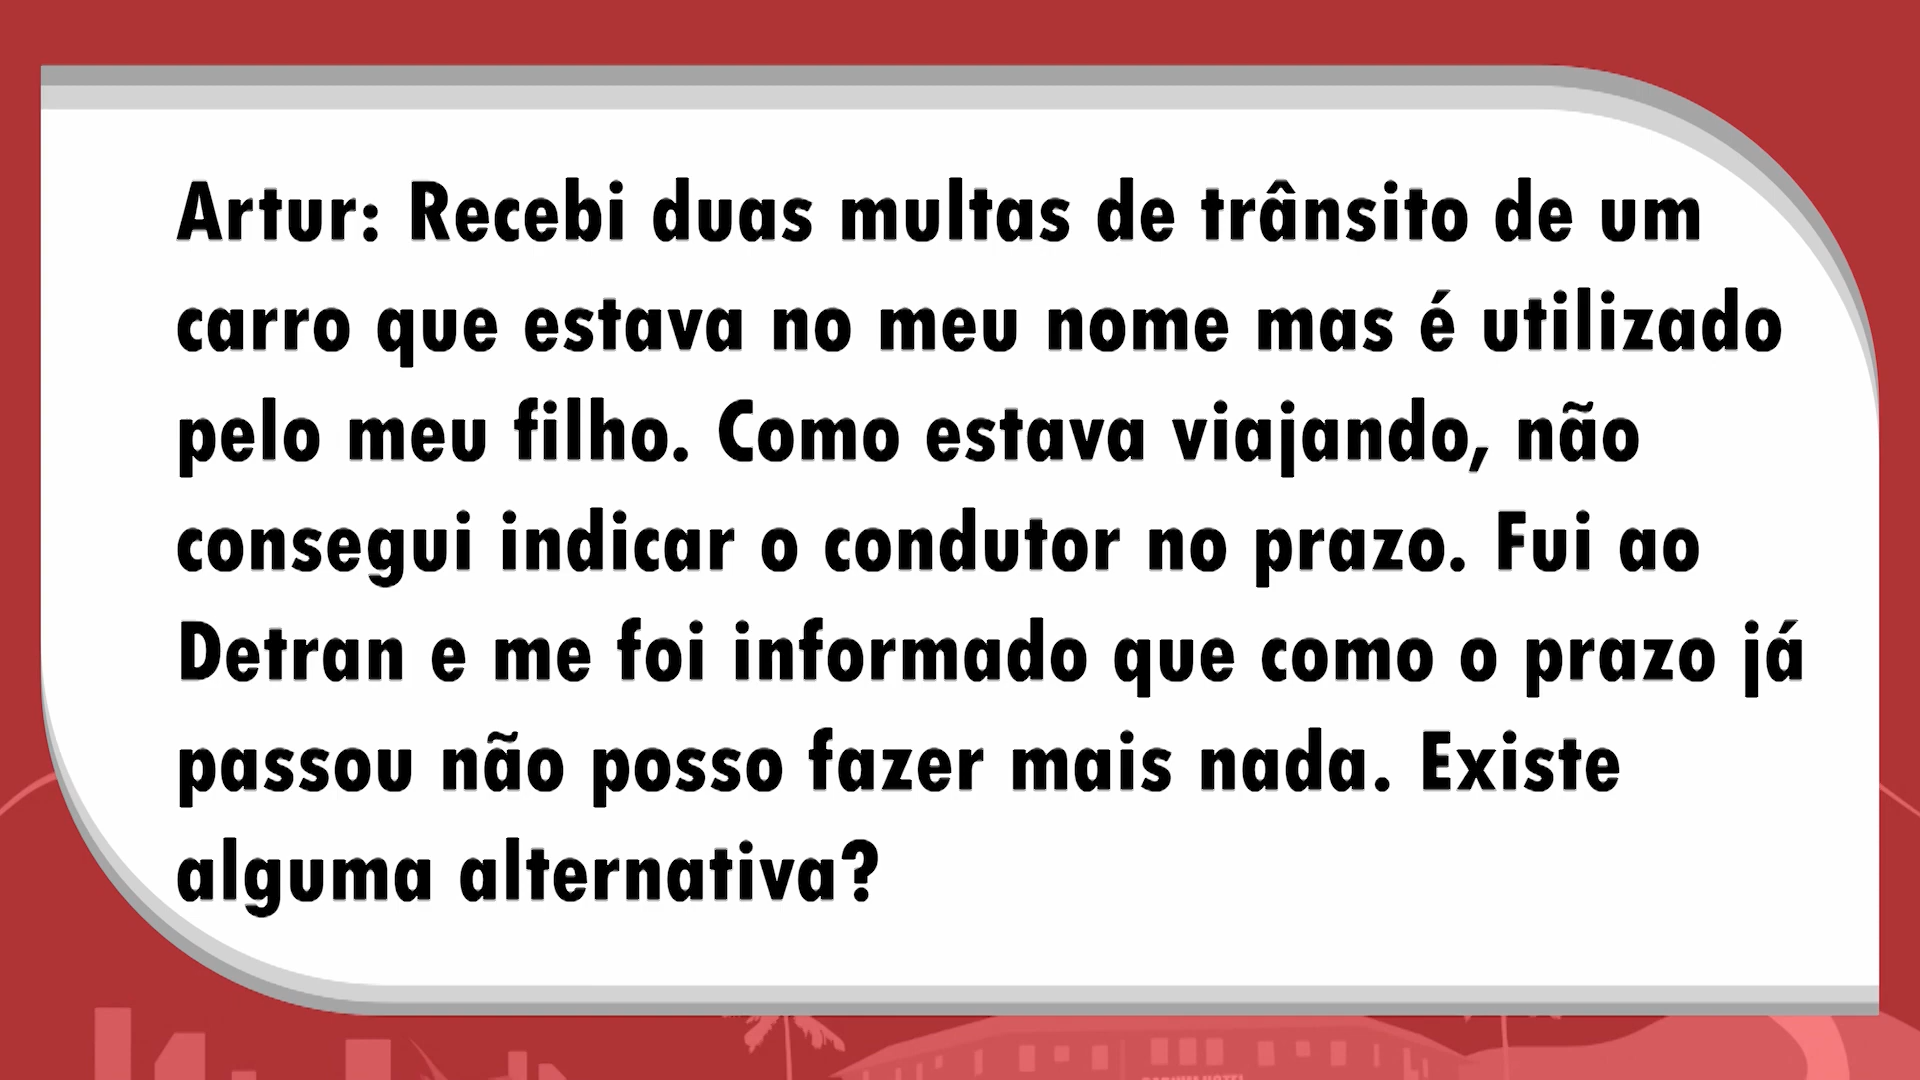 Artur: Recebi duas multas de trânsito de um
carro que estava no meu nome mas é utilizado
pelo meu filho. Como estava viajando, não
consegui indicar o condutor no prazo. Fui ao
Detran e me foi informado que como o prazo já
passou não posso fazer mais nada. Existe
alguma alternativa?